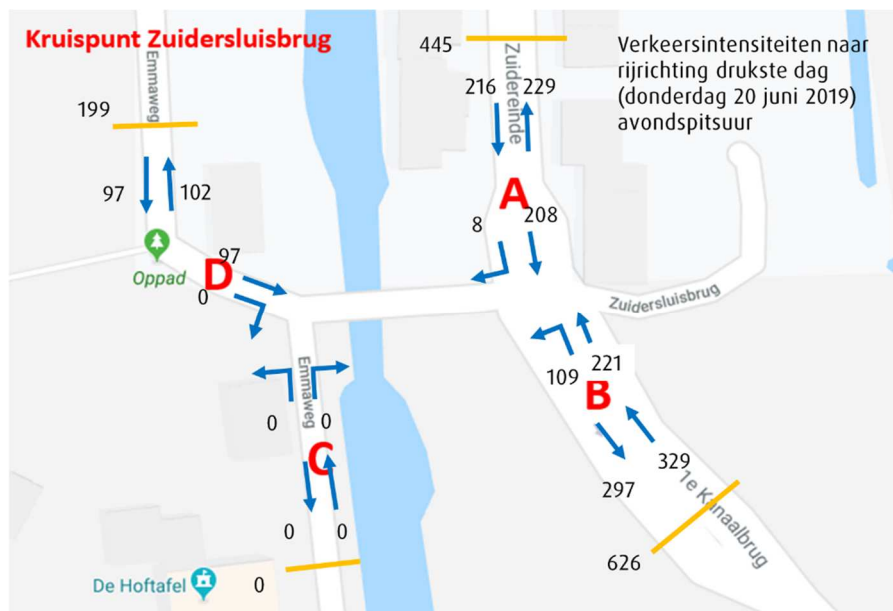 Kruispunt Zuidersluisbrug
445
Zuidereinde
Verkeersintensiteiten naar
rijrichting drukste dag
(donderdag 20 juni 2019)
avondspitsuur
Emmaweg
199
216
229
97
102
A
8
208
Oppad
97
D
0
Zuidersluisbrug
109
221
B
Emmaweg
0
0
C
329
297
1e Kanaalbrug
0
0
626
De Hoftafel
0